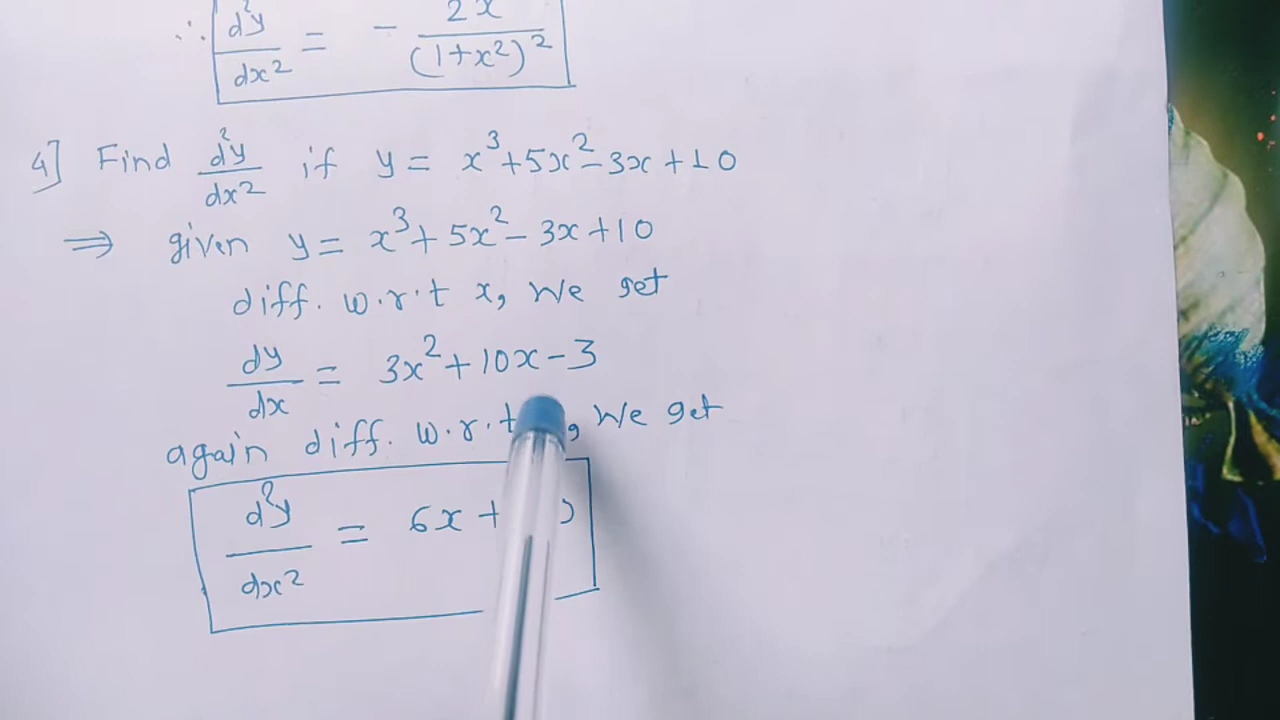 ∴ d²y/dx² = - 2x/(1+x²)²
4] Find d²y/dx² if y = x³+5x²-3x+10
⇒ given y = x³+5x²-3x+10
diff. w.r.t x, We get
dy/dx = 3x²+10x-3
again diff. w.r.t , We get
d²y/dx² = 6x+